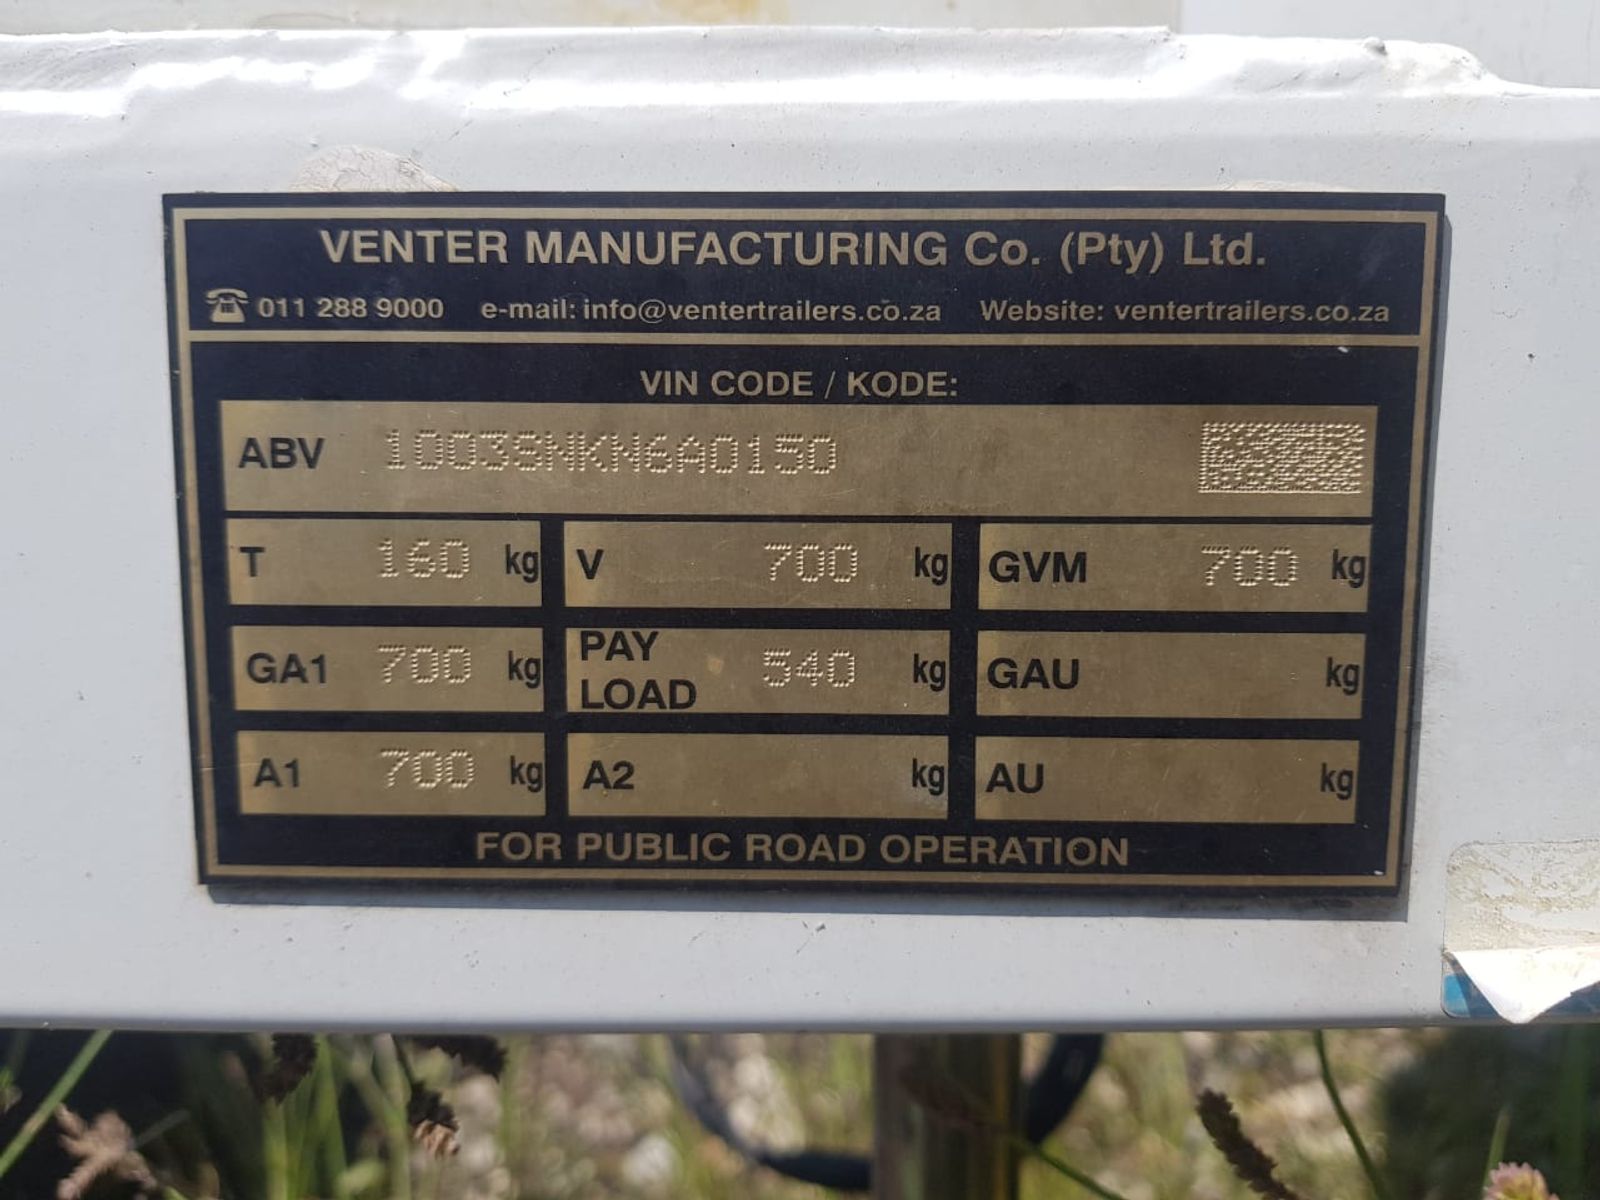 VENTER MANUFACTURING Co. (Pty) Ltd.
011 288 9000 e-mail: info@ventertrailers.co.za Website: ventertrailers.co.za
VIN CODE / KODE:
ABV 1003SNKN6A0150
T 160 kg V 700 kg GVM 700 kg
GA1 700 kg PAY LOAD 540 kg GAU kg
A1 700 kg A2 kg AU kg
FOR PUBLIC ROAD OPERATION